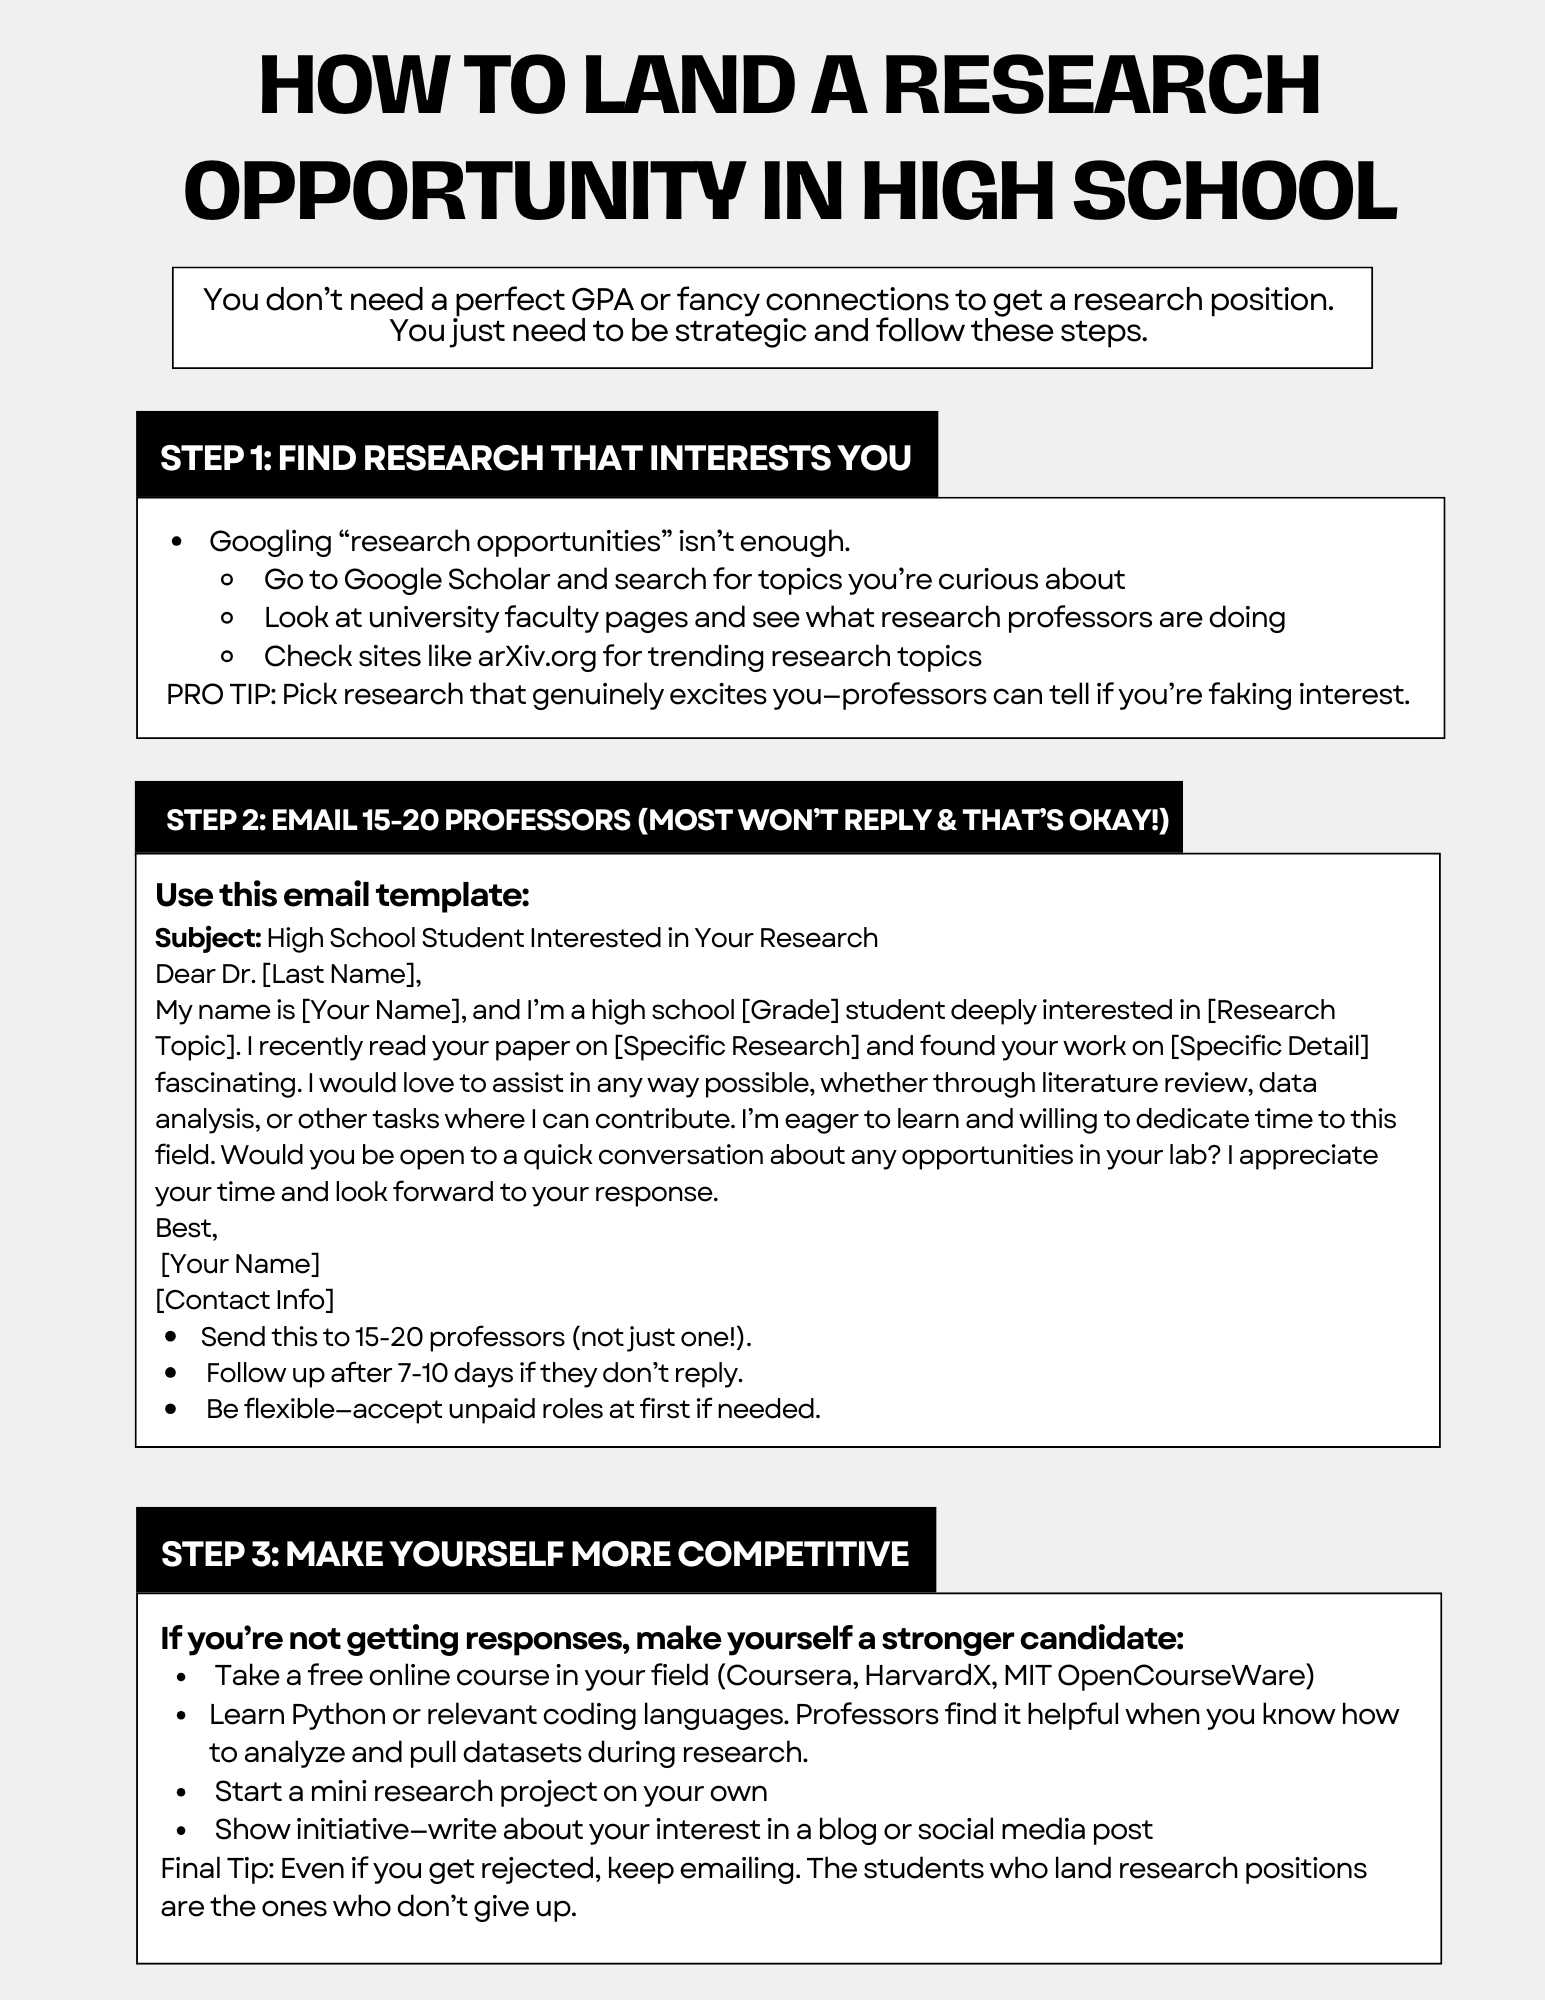 HOW TO LAND A RESEARCH
OPPORTUNITY IN HIGH SCHOOL
You don’t need a perfect GPA or fancy connections to get a research position.
You just need to be strategic and follow these steps.
STEP 1: FIND RESEARCH THAT INTERESTS YOU
• Googling “research opportunities” isn’t enough.
◦ Go to Google Scholar and search for topics you’re curious about
◦ Look at university faculty pages and see what research professors are doing
◦ Check sites like arXiv.org for trending research topics
PRO TIP: Pick research that genuinely excites you—professors can tell if you’re faking interest.
STEP 2: EMAIL 15-20 PROFESSORS (MOST WON’T REPLY & THAT’S OKAY!)
Use this email template:
Subject: High School Student Interested in Your Research
Dear Dr. [Last Name],
My name is [Your Name], and I’m a high school [Grade] student deeply interested in [Research
Topic]. I recently read your paper on [Specific Research] and found your work on [Specific Detail]
fascinating. I would love to assist in any way possible, whether through literature review, data
analysis, or other tasks where I can contribute. I’m eager to learn and willing to dedicate time to this
field. Would you be open to a quick conversation about any opportunities in your lab? I appreciate
your time and look forward to your response.
Best,
[Your Name]
[Contact Info]
• Send this to 15-20 professors (not just one!).
• Follow up after 7-10 days if they don’t reply.
• Be flexible—accept unpaid roles at first if needed.
STEP 3: MAKE YOURSELF MORE COMPETITIVE
If you’re not getting responses, make yourself a stronger candidate:
• Take a free online course in your field (Coursera, HarvardX, MIT OpenCourseWare)
• Learn Python or relevant coding languages. Professors find it helpful when you know how
to analyze and pull datasets during research.
• Start a mini research project on your own
• Show initiative—write about your interest in a blog or social media post
Final Tip: Even if you get rejected, keep emailing. The students who land research positions
are the ones who don’t give up.